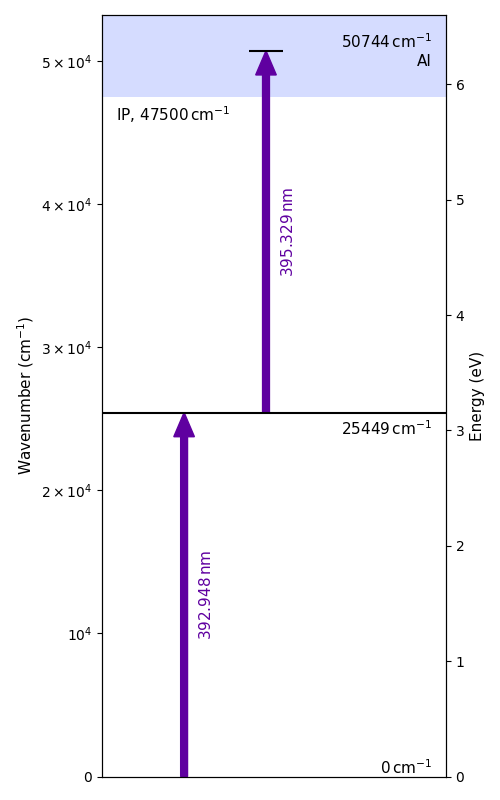 50744 cm⁻¹
AI
IP, 47500 cm⁻¹
395.329 nm
25449 cm⁻¹
392.948 nm
0 cm⁻¹
Wavenumber (cm⁻¹)
5 × 10⁴
4 × 10⁴
3 × 10⁴
2 × 10⁴
10⁴
0
Energy (eV)
6
5
4
3
2
1
0